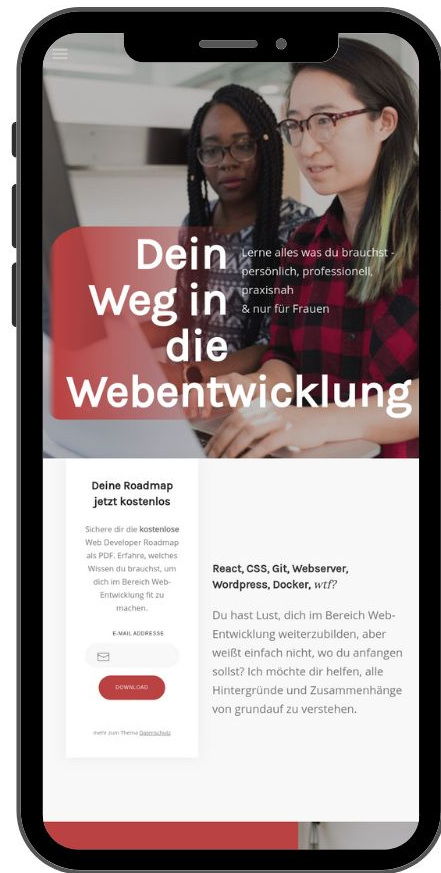 Dein
Weg in
die
Webentwicklung
Lerne alles was du brauchst -
persönlich, professionell,
praxisnah
& nur für Frauen
Deine Roadmap
jetzt kostenlos
Sichere dir die kostenlose
Web Developer Roadmap
als PDF. Erfahre, welches
Wissen du brauchst, um
dich im Bereich Web-
Entwicklung fit zu
machen.
E-MAIL ADDRESSE
DOWNLOAD
mehr zum Thema Datenschutz
React, CSS, Git, Webserver,
Wordpress, Docker, wtf?
Du hast Lust, dich im Bereich Web-
Entwicklung weiterzubilden, aber
weißt einfach nicht, wo du anfangen
sollst? Ich möchte dir helfen, alle
Hintergründe und Zusammenhänge
von grundauf zu verstehen.